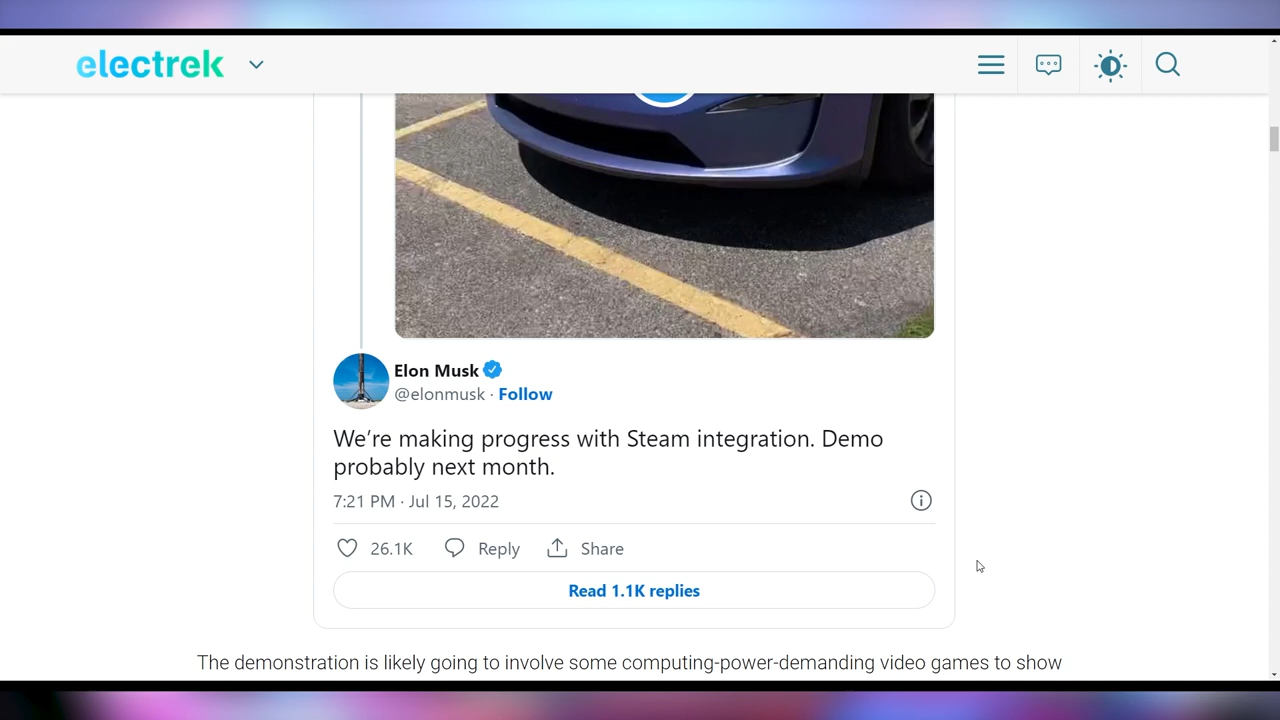 electrek
Elon Musk
@elonmusk · Follow
We're making progress with Steam integration. Demo
probably next month.
7:21 PM · Jul 15, 2022
26.1K Reply Share
Read 1.1K replies
The demonstration is likely going to involve some computing-power-demanding video games to show